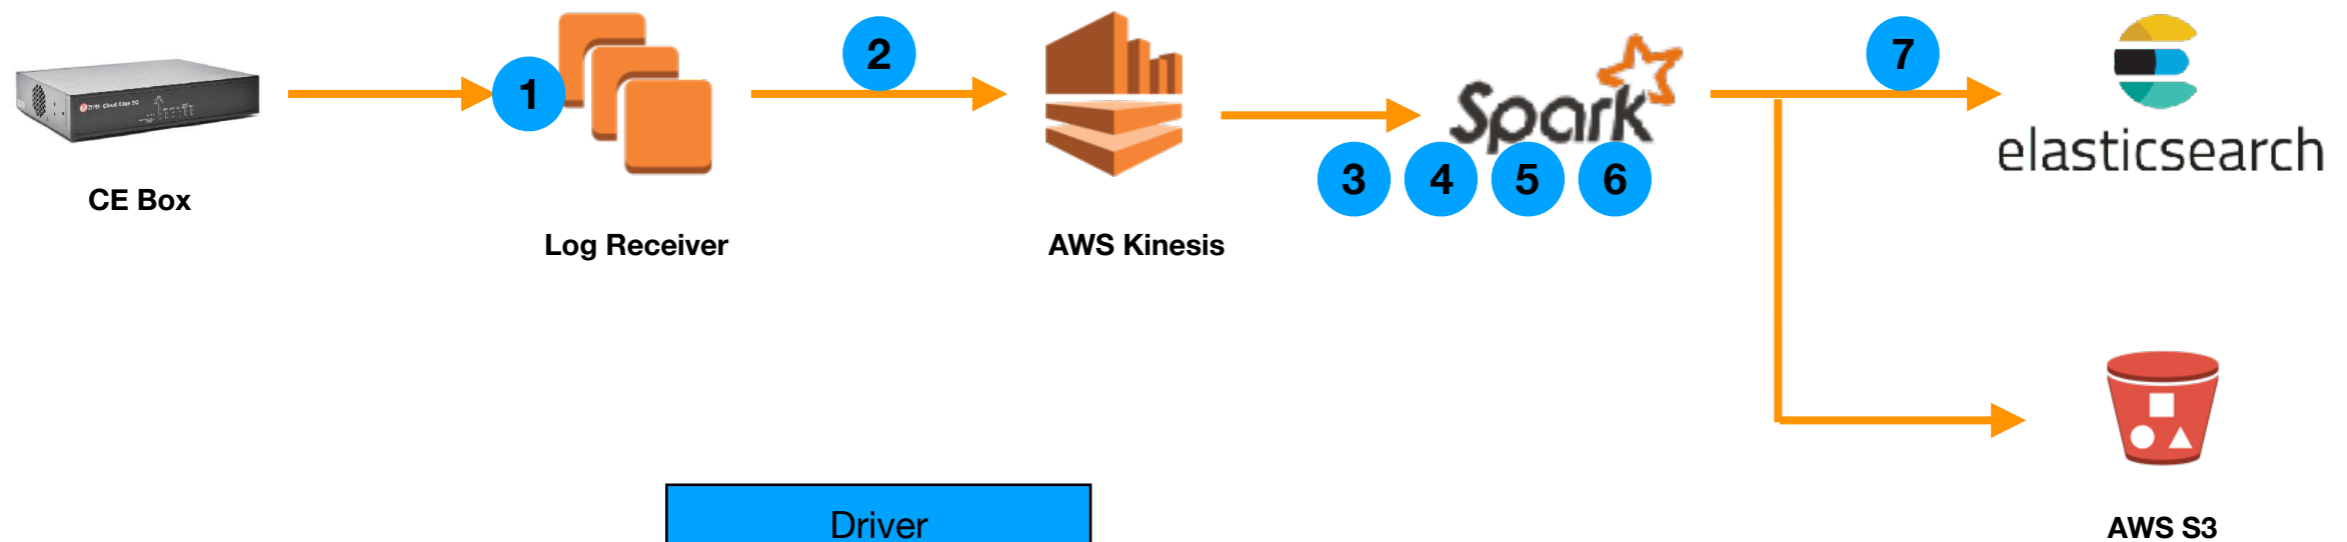 1
2
7
Spark
elasticsearch
3 4 5 6
CE Box
Log Receiver
AWS Kinesis
Driver
AWS S3